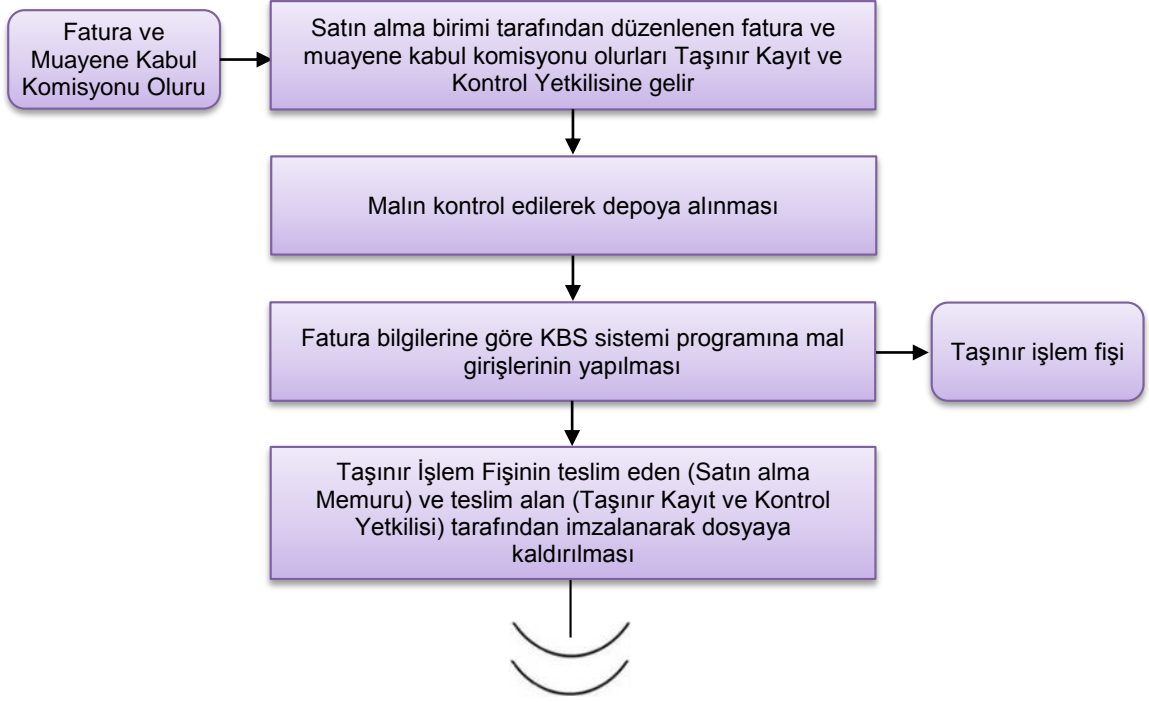 Fatura ve
Muayene Kabul
Komisyonu Oluru
Satın alma birimi tarafından düzenlenen fatura ve
muayene kabul komisyonu olurları Taşınır Kayıt ve
Kontrol Yetkilisine gelir
Malın kontrol edilerek depoya alınması
Fatura bilgilerine göre KBS sistemi programına mal
girişlerinin yapılması
Taşınır işlem fişi
Taşınır İşlem Fişinin teslim eden (Satın alma
Memuru) ve teslim alan (Taşınır Kayıt ve Kontrol
Yetkilisi) tarafından imzalanarak dosyaya
kaldırılması